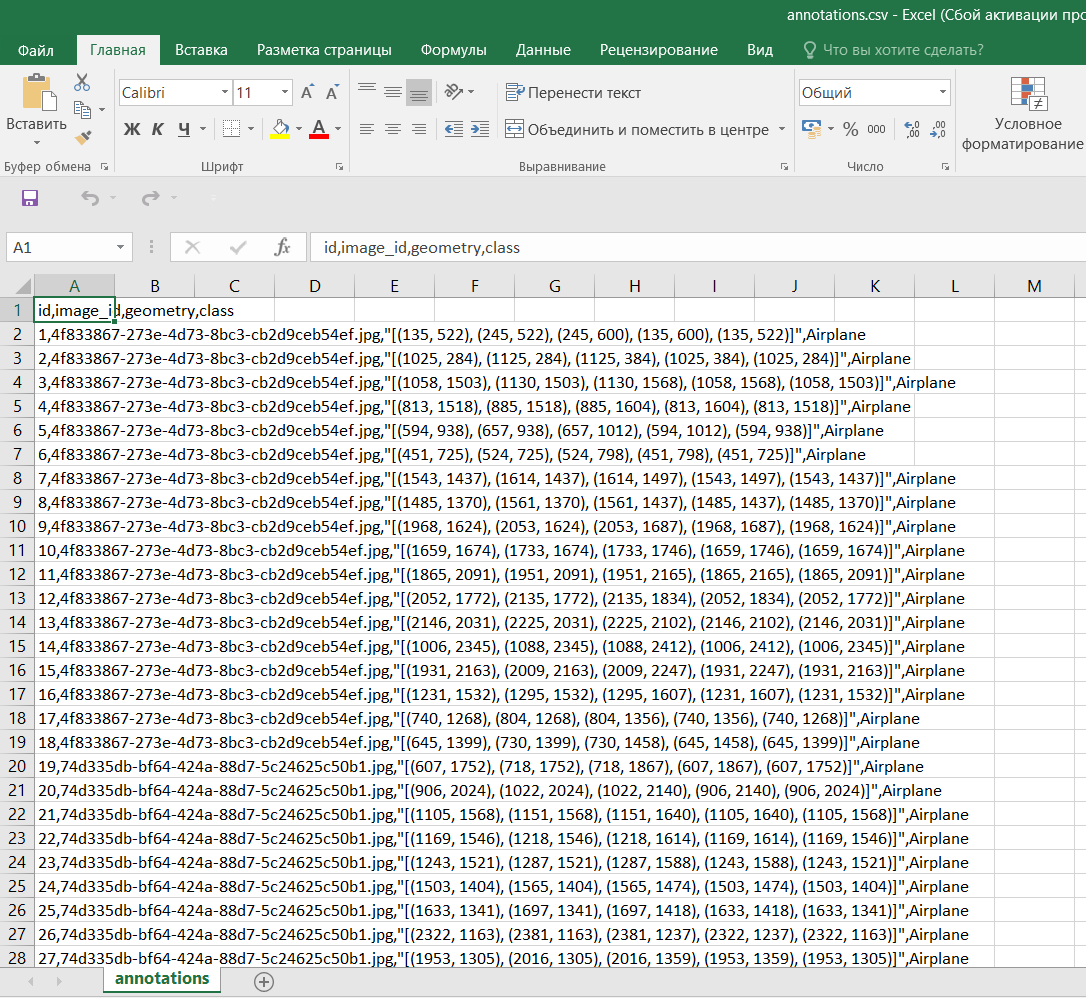 annotations.csv - Excel (Сбой активации про
Файл Главная Вставка Разметка страницы Формулы Данные Рецензирование Вид Что вы хотите сделать?
Вставить Calibri 11 Перенести текст Общий Условное форматирование
Ж К Ч Объединить и поместить в центре % 000
Буфер обмена Шрифт Выравнивание Число
A1 fx id,image_id,geometry,class
A B C D E F G H I J K L M
1 id,image_id,geometry,class
2 1,4f833867-273e-4d73-8bc3-cb2d9ceb54ef.jpg,"[(135, 522), (245, 522), (245, 600), (135, 600), (135, 522)]",Airplane
3 2,4f833867-273e-4d73-8bc3-cb2d9ceb54ef.jpg,"[(1025, 284), (1125, 284), (1125, 384), (1025, 384), (1025, 284)]",Airplane
4 3,4f833867-273e-4d73-8bc3-cb2d9ceb54ef.jpg,"[(1058, 1503), (1130, 1503), (1130, 1568), (1058, 1568), (1058, 1503)]",Airplane
5 4,4f833867-273e-4d73-8bc3-cb2d9ceb54ef.jpg,"[(813, 1518), (885, 1518), (885, 1604), (813, 1604), (813, 1518)]",Airplane
6 5,4f833867-273e-4d73-8bc3-cb2d9ceb54ef.jpg,"[(594, 938), (657, 938), (657, 1012), (594, 1012), (594, 938)]",Airplane
7 6,4f833867-273e-4d73-8bc3-cb2d9ceb54ef.jpg,"[(451, 725), (524, 725), (524, 798), (451, 798), (451, 725)]",Airplane
8 7,4f833867-273e-4d73-8bc3-cb2d9ceb54ef.jpg,"[(1543, 1437), (1614, 1437), (1614, 1497), (1543, 1497), (1543, 1437)]",Airplane
9 8,4f833867-273e-4d73-8bc3-cb2d9ceb54ef.jpg,"[(1485, 1370), (1561, 1370), (1561, 1437), (1485, 1437), (1485, 1370)]",Airplane
10 9,4f833867-273e-4d73-8bc3-cb2d9ceb54ef.jpg,"[(1968, 1624), (2053, 1624), (2053, 1687), (1968, 1687), (1968, 1624)]",Airplane
11 10,4f833867-273e-4d73-8bc3-cb2d9ceb54ef.jpg,"[(1659, 1674), (1733, 1674), (1733, 1746), (1659, 1746), (1659, 1674)]",Airplane
12 11,4f833867-273e-4d73-8bc3-cb2d9ceb54ef.jpg,"[(1865, 2091), (1951, 2091), (1951, 2165), (1865, 2165), (1865, 2091)]",Airplane
13 12,4f833867-273e-4d73-8bc3-cb2d9ceb54ef.jpg,"[(2052, 1772), (2135, 1772), (2135, 1834), (2052, 1834), (2052, 1772)]",Airplane
14 13,4f833867-273e-4d73-8bc3-cb2d9ceb54ef.jpg,"[(2146, 2031), (2225, 2031), (2225, 2102), (2146, 2102), (2146, 2031)]",Airplane
15 14,4f833867-273e-4d73-8bc3-cb2d9ceb54ef.jpg,"[(1006, 2345), (1088, 2345), (1088, 2412), (1006, 2412), (1006, 2345)]",Airplane
16 15,4f833867-273e-4d73-8bc3-cb2d9ceb54ef.jpg,"[(1931, 2163), (2009, 2163), (2009, 2247), (1931, 2247), (1931, 2163)]",Airplane
17 16,4f833867-273e-4d73-8bc3-cb2d9ceb54ef.jpg,"[(1231, 1532), (1295, 1532), (1295, 1607), (1231, 1607), (1231, 1532)]",Airplane
18 17,4f833867-273e-4d73-8bc3-cb2d9ceb54ef.jpg,"[(740, 1268), (804, 1268), (804, 1356), (740, 1356), (740, 1268)]",Airplane
19 18,4f833867-273e-4d73-8bc3-cb2d9ceb54ef.jpg,"[(645, 1399), (730, 1399), (730, 1458), (645, 1458), (645, 1399)]",Airplane
20 19,74d335db-bf64-424a-88d7-5c24625c50b1.jpg,"[(607, 1752), (718, 1752), (718, 1867), (607, 1867), (607, 1752)]",Airplane
21 20,74d335db-bf64-424a-88d7-5c24625c50b1.jpg,"[(906, 2024), (1022, 2024), (1022, 2140), (906, 2140), (906, 2024)]",Airplane
22 21,74d335db-bf64-424a-88d7-5c24625c50b1.jpg,"[(1105, 1568), (1151, 1568), (1151, 1640), (1105, 1640), (1105, 1568)]",Airplane
23 22,74d335db-bf64-424a-88d7-5c24625c50b1.jpg,"[(1169, 1546), (1218, 1546), (1218, 1614), (1169, 1614), (1169, 1546)]",Airplane
24 23,74d335db-bf64-424a-88d7-5c24625c50b1.jpg,"[(1243, 1521), (1287, 1521), (1287, 1588), (1243, 1588), (1243, 1521)]",Airplane
25 24,74d335db-bf64-424a-88d7-5c24625c50b1.jpg,"[(1503, 1404), (1565, 1404), (1565, 1474), (1503, 1474), (1503, 1404)]",Airplane
26 25,74d335db-bf64-424a-88d7-5c24625c50b1.jpg,"[(1633, 1341), (1697, 1341), (1697, 1418), (1633, 1418), (1633, 1341)]",Airplane
27 26,74d335db-bf64-424a-88d7-5c24625c50b1.jpg,"[(2322, 1163), (2381, 1163), (2381, 1237), (2322, 1237), (2322, 1163)]",Airplane
28 27,74d335db-bf64-424a-88d7-5c24625c50b1.jpg,"[(1953, 1305), (2016, 1305), (2016, 1359), (1953, 1359), (1953, 1305)]",Airplane
annotations